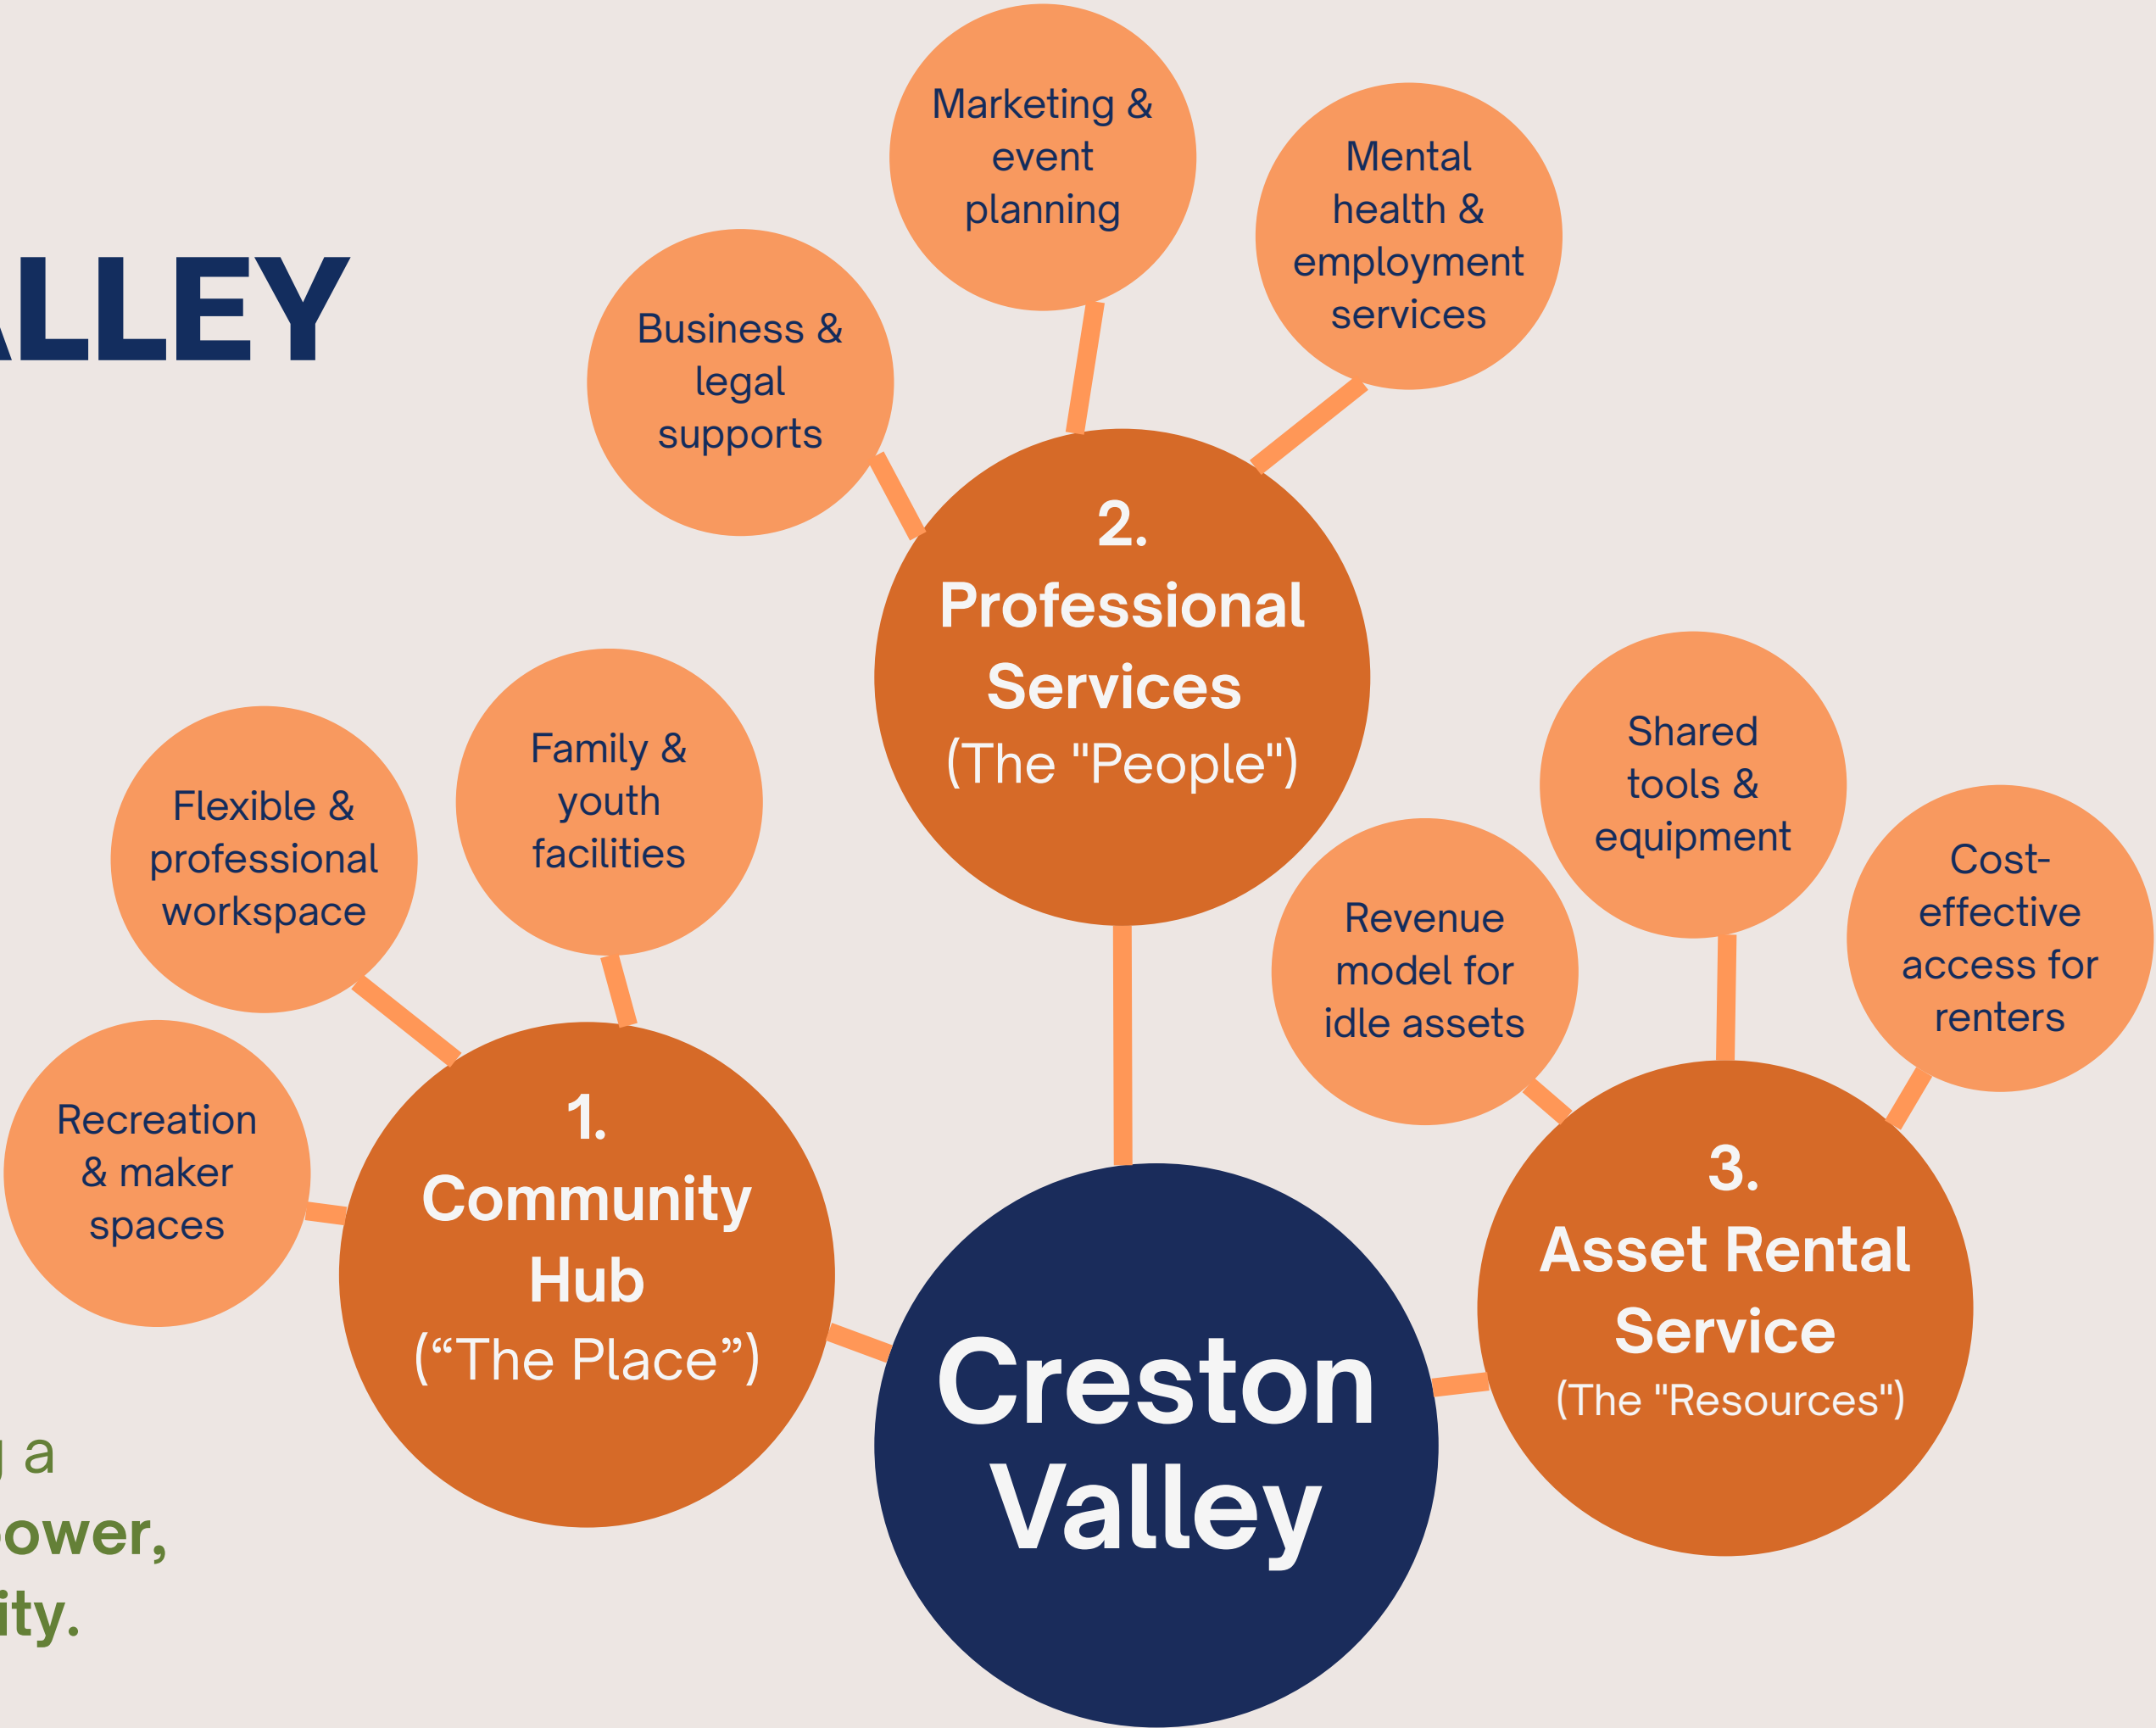 ALLEY
Marketing &
event
planning
Mental
health &
employment
services
Business &
legal
supports
2.
Professional
Services
(The "People")
Family &
youth
facilities
Flexible &
professional
workspace
Recreation
& maker
spaces
1.
Community
Hub
(“The Place”)
Shared
tools &
equipment
Revenue
model for
idle assets
Cost-
effective
access for
renters
3.
Asset Rental
Service
(The "Resources")
Creston
Valley
a
ower,
ity.